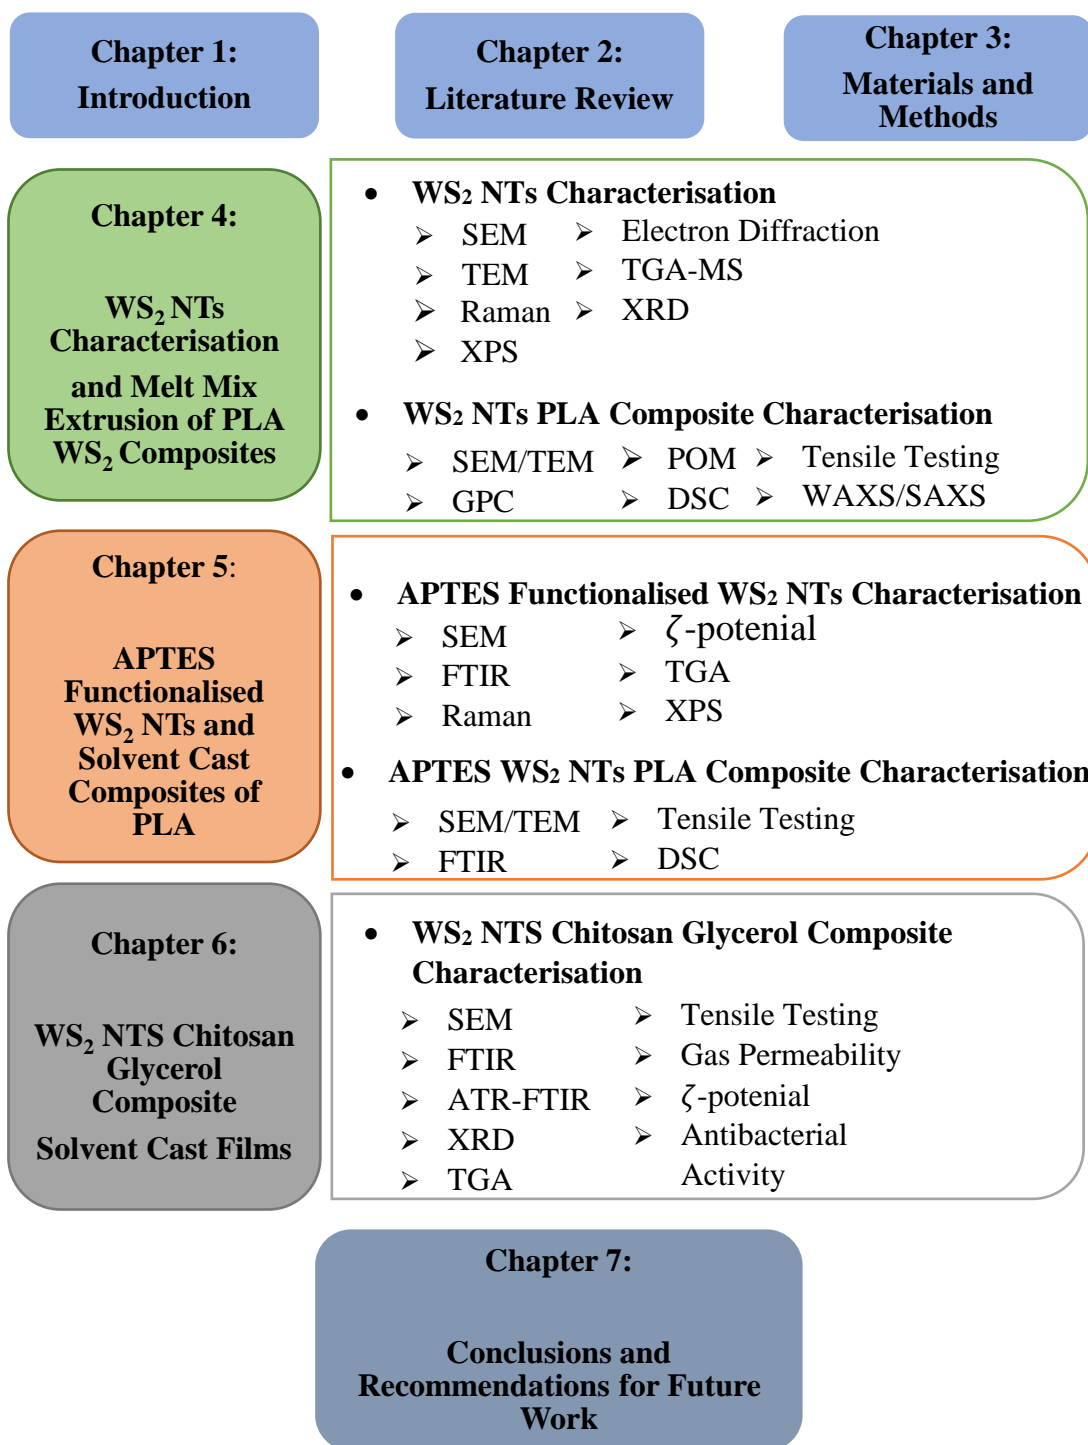 Chapter 1:
Introduction
Chapter 2:
Literature Review
Chapter 3:
Materials and
Methods
Chapter 4:
WS₂ NTs
Characterisation
and Melt Mix
Extrusion of PLA
WS₂ Composites
• WS₂ NTs Characterisation
➢ SEM ➢ Electron Diffraction
➢ TEM ➢ TGA-MS
➢ Raman ➢ XRD
➢ XPS
• WS₂ NTs PLA Composite Characterisation
➢ SEM/TEM ➢ POM ➢ Tensile Testing
➢ GPC ➢ DSC ➢ WAXS/SAXS
Chapter 5:
APTES
Functionalised
WS₂ NTs and
Solvent Cast
Composites of
PLA
• APTES Functionalised WS₂ NTs Characterisation
➢ SEM ➢ ζ-potenial
➢ FTIR ➢ TGA
➢ Raman ➢ XPS
• APTES WS₂ NTs PLA Composite Characterisation
➢ SEM/TEM ➢ Tensile Testing
➢ FTIR ➢ DSC
Chapter 6:
WS₂ NTS Chitosan
Glycerol
Composite
Solvent Cast Films
• WS₂ NTS Chitosan Glycerol Composite
Characterisation
➢ SEM ➢ Tensile Testing
➢ FTIR ➢ Gas Permeability
➢ ATR-FTIR ➢ ζ-potenial
➢ XRD ➢ Antibacterial
➢ TGA Activity
Chapter 7:
Conclusions and
Recommendations for Future
Work